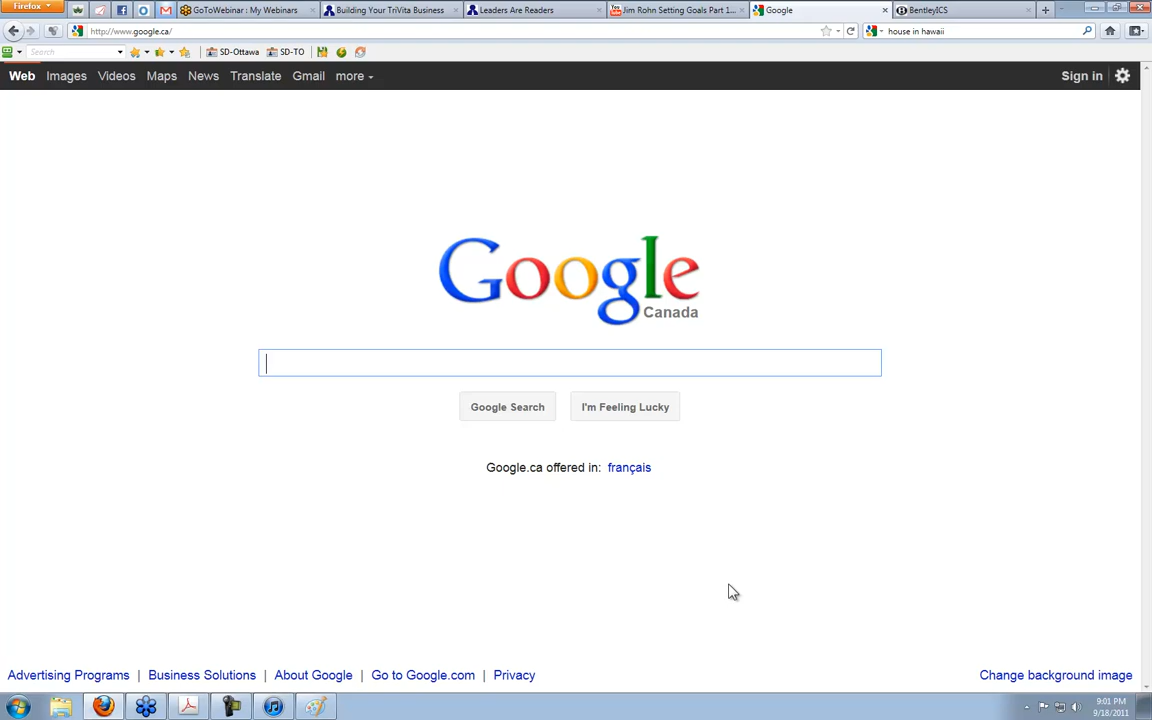 Firefox
GoToWebinar : My Webinars
Building Your TriVita Business
Leaders Are Readers
Jim Rohn Setting Goals Part 1...
Google
BentleyICS
http://www.google.ca/
house in hawaii
Search
SD-Ottawa
SD-TO
Web Images Videos Maps News Translate Gmail more
Sign in
Google
Canada
Google Search
I'm Feeling Lucky
Google.ca offered in: français
Advertising Programs | Business Solutions | About Google | Go to Google.com | Privacy
Change background image
9:01 PM
9/18/2011